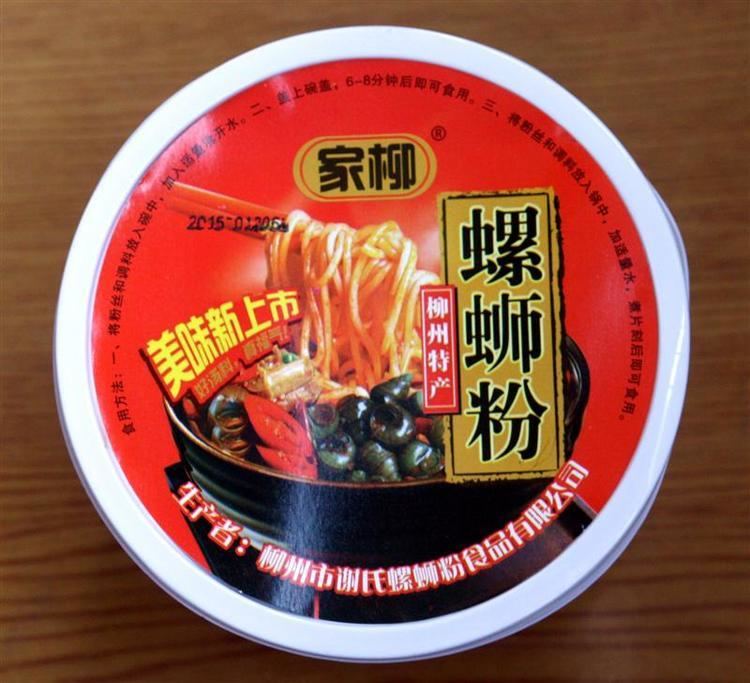 食用方法：一、将粉丝和调料放入碗中，加入适量沸开水。二、盖上碗盖，6-8分钟后即可食用。三、将粉丝和调料放入锅中，加适量水，煮片刻后即可食用。
家柳®
螺蛳粉
柳州特产
美味新上市
生产者：柳州市谢氏螺蛳粉食品有限公司